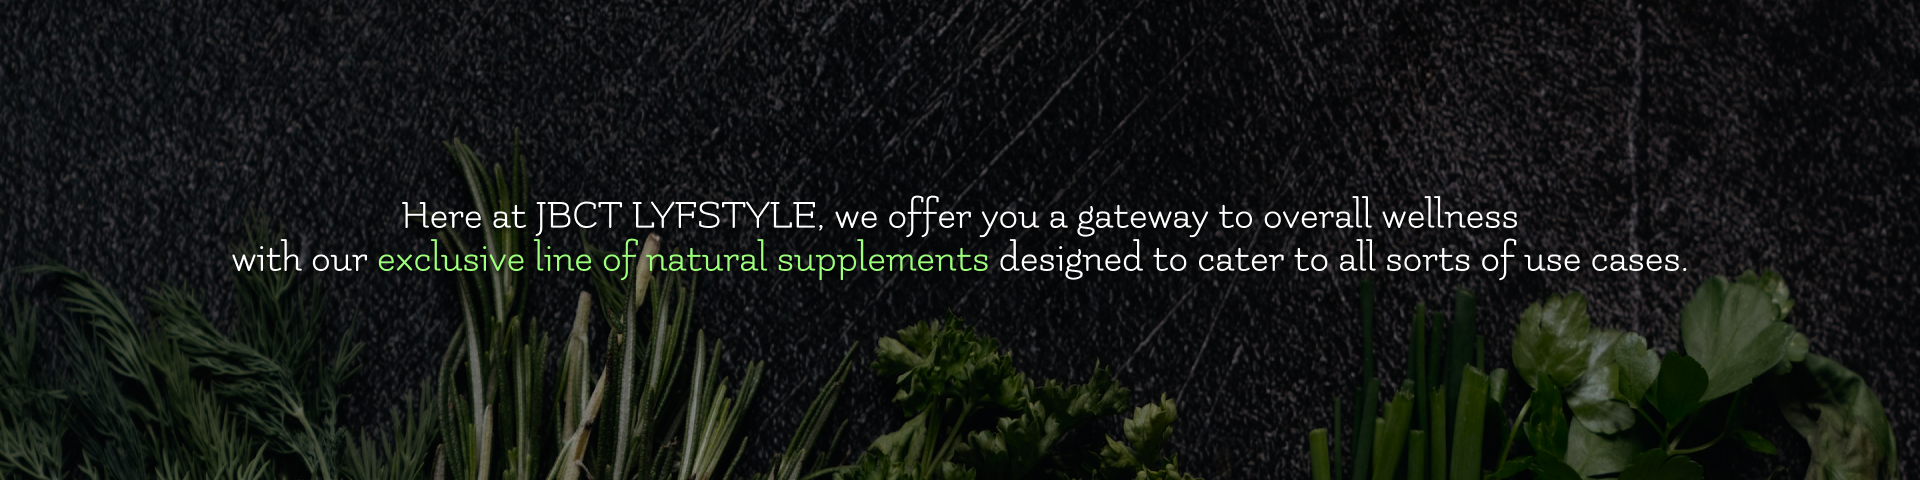 Here at JBCT LYFSTYLE, we offer you a gateway to overall wellness
with our exclusive line of natural supplements designed to cater to all sorts of use cases.